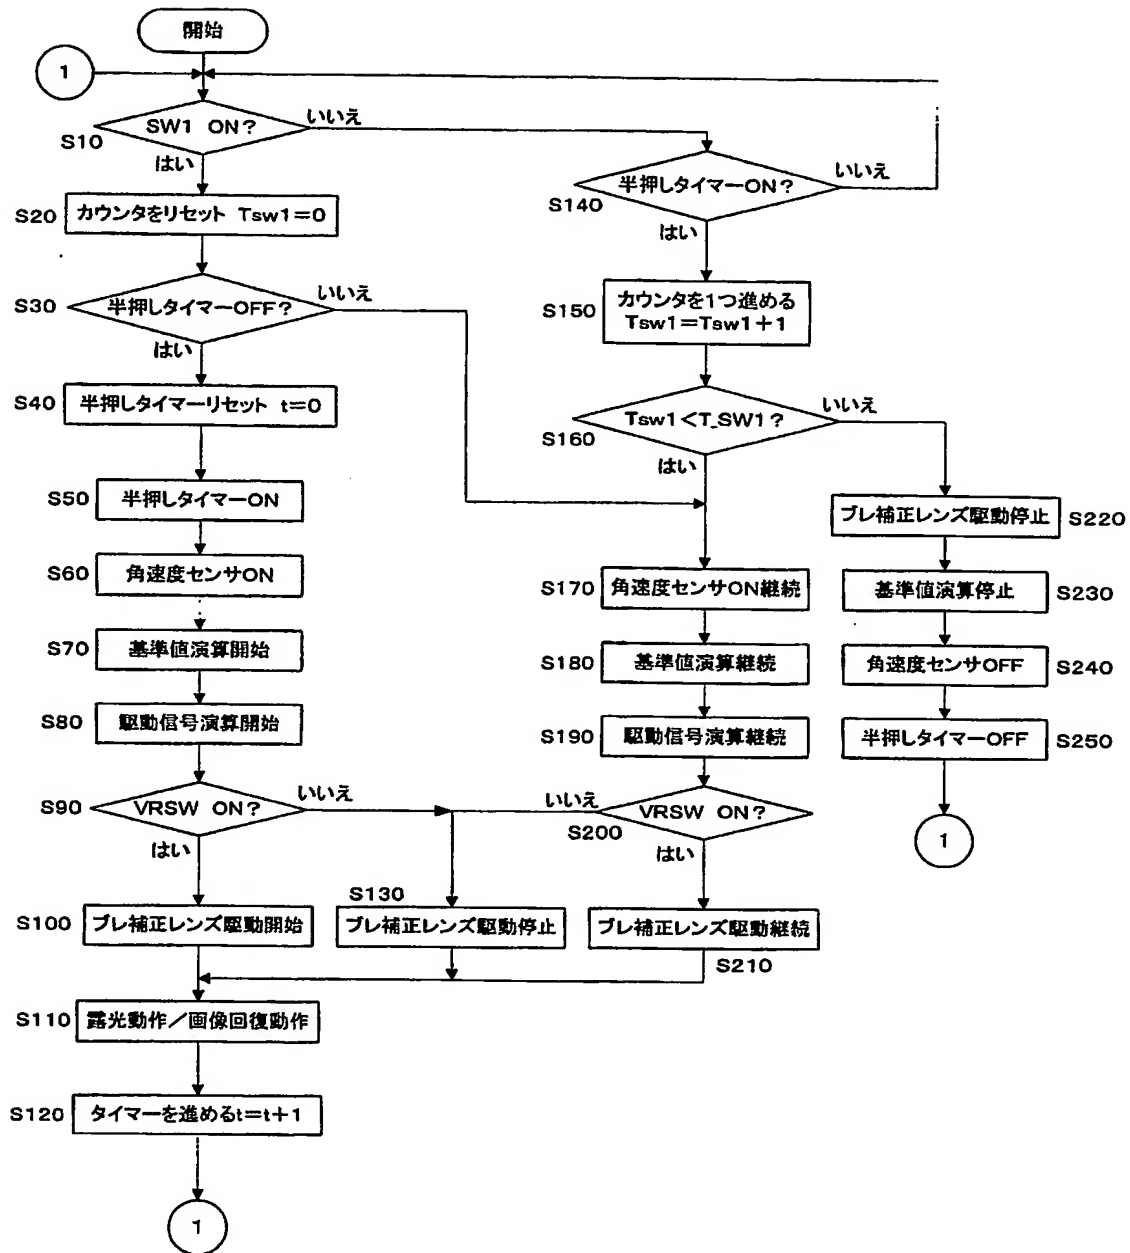 開始
1
SW1 ON?
いいえ
S10
はい
半押しタイマーON?
いいえ
S140
はい
S20
カウンタをリセット Tsw1=0
S30
半押しタイマーOFF?
いいえ
はい
S150
カウンタを1つ進める
Tsw1=Tsw1+1
S40
半押しタイマーリセット t=0
Tsw1<T_SW1?
いいえ
S160
はい
S50
半押しタイマーON
ブレ補正レンズ駆動停止
S220
S60
角速度センサON
S170
角速度センサON継続
基準値演算停止
S230
S70
基準値演算開始
S180
基準値演算継続
角速度センサOFF
S240
S80
駆動信号演算開始
S190
駆動信号演算継続
半押しタイマーOFF
S250
S90
VRSW ON?
いいえ
はい
いいえ
VRSW ON?
S200
はい
1
S130
S100
ブレ補正レンズ駆動開始
ブレ補正レンズ駆動停止
ブレ補正レンズ駆動継続
S210
S110
露光動作/画像回復動作
S120
タイマーを進めるt=t+1
1